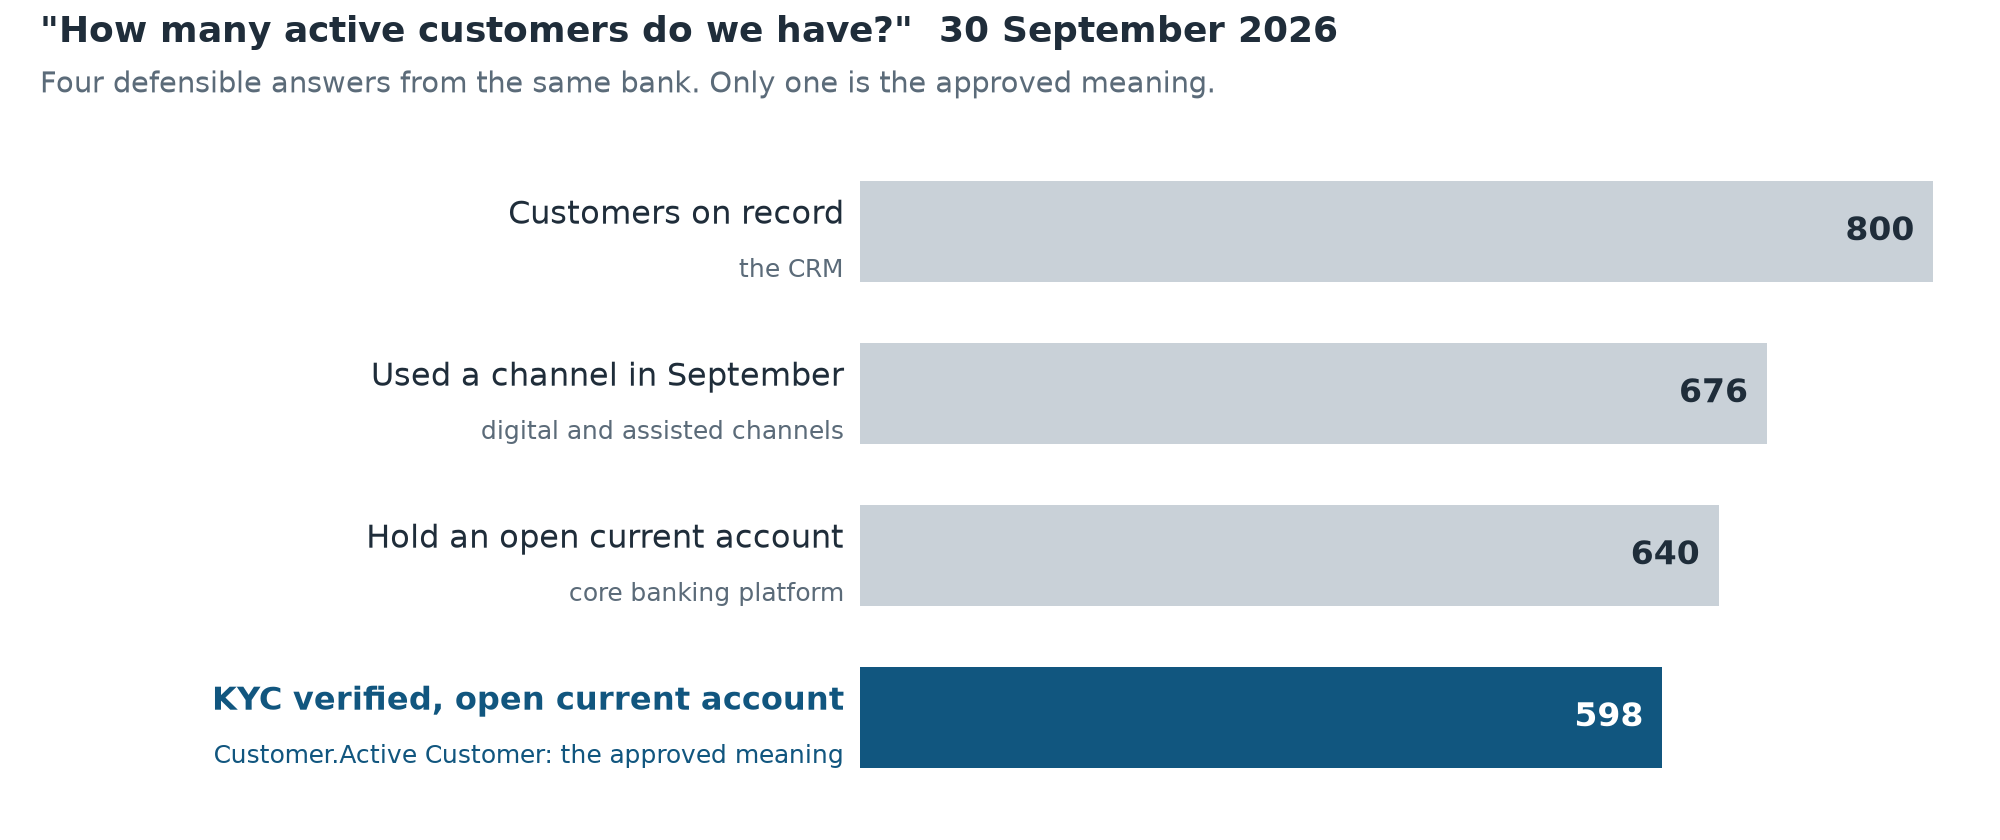 "How many active customers do we have?"  30 September 2026
Four defensible answers from the same bank. Only one is the approved meaning.
Customers on record
the CRM
800
Used a channel in September
digital and assisted channels
676
Hold an open current account
core banking platform
640
KYC verified, open current account
Customer.Active Customer: the approved meaning
598